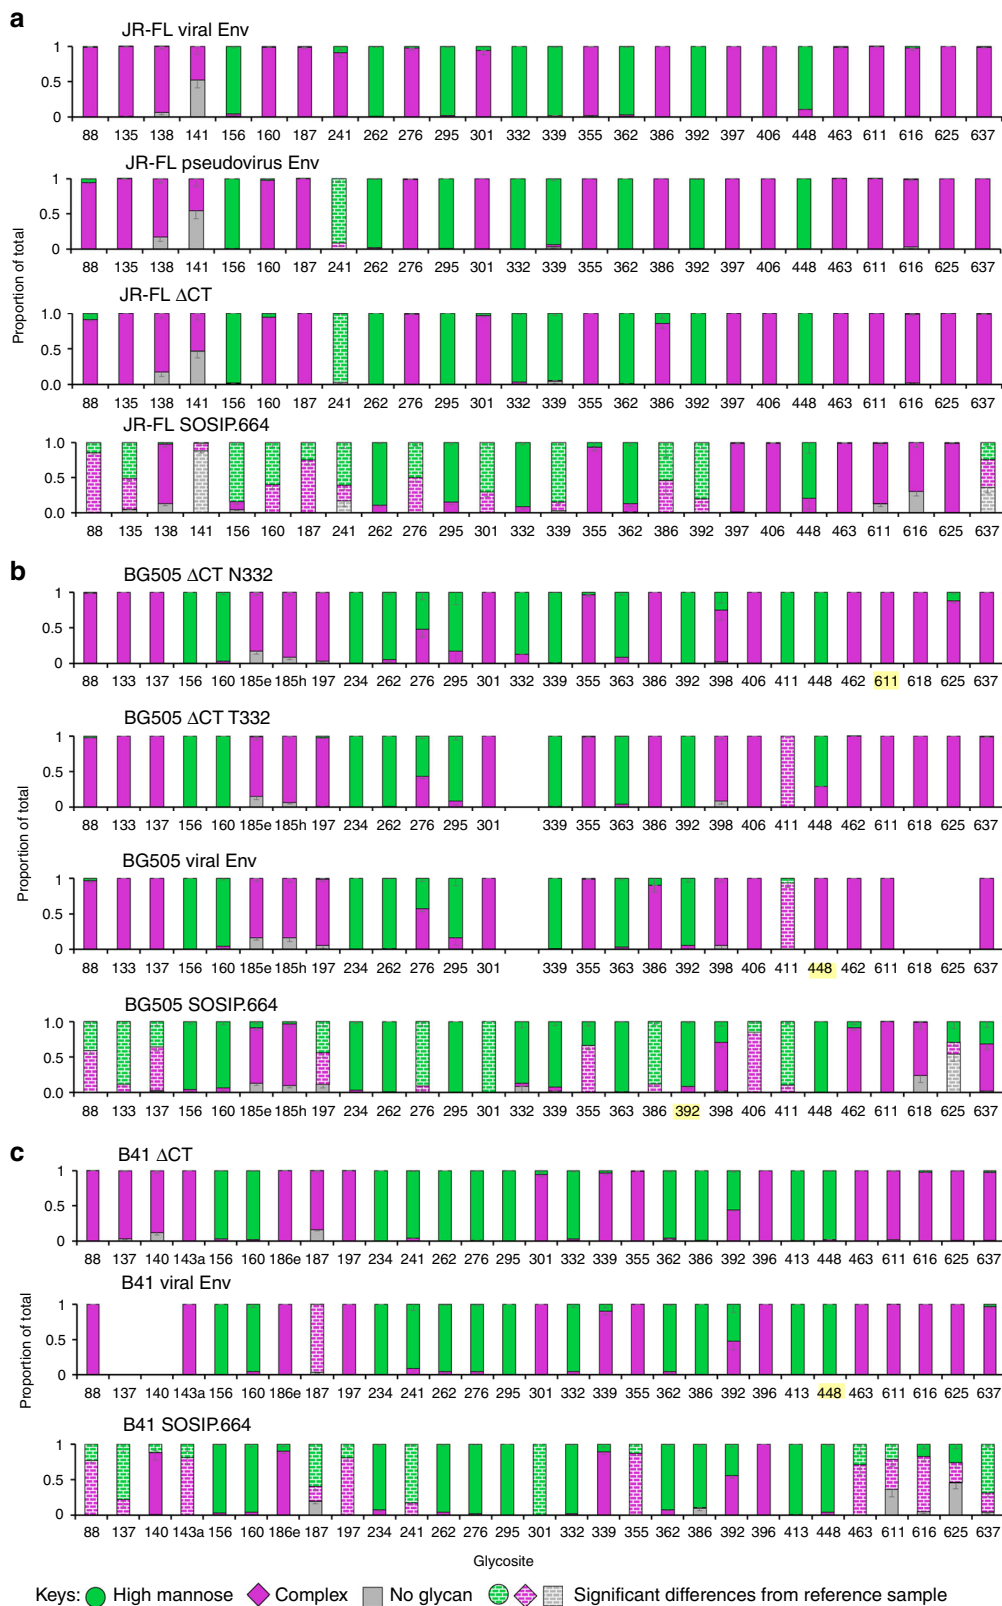 a
JR-FL viral Env
1
0.5
0
88 135 138 141 156 160 187 241 262 276 295 301 332 339 355 362 386 392 397 406 448 463 611 616 625 637
JR-FL pseudovirus Env
1
0.5
0
88 135 138 141 156 160 187 241 262 276 295 301 332 339 355 362 386 392 397 406 448 463 611 616 625 637
JR-FL ΔCT
1.0
0.5
0.0
88 135 138 141 156 160 187 241 262 276 295 301 332 339 355 362 386 392 397 406 448 463 611 616 625 637
JR-FL SOSIP.664
1.0
0.5
0.0
88 135 138 141 156 160 187 241 262 276 295 301 332 339 355 362 386 392 397 406 448 463 611 616 625 637
Proportion of total
b
BG505 ΔCT N332
1
0.5
0
88 133 137 156 160 185e 185h 197 234 262 276 295 301 332 339 355 363 386 392 398 406 411 448 462 611 618 625 637
BG505 ΔCT T332
1
0.5
0
88 133 137 156 160 185e 185h 197 234 262 276 295 301 339 355 363 386 392 398 406 411 448 462 611 618 625 637
BG505 viral Env
1
0.5
0
88 133 137 156 160 185e 185h 197 234 262 276 295 301 339 355 363 386 392 398 406 411 448 462 611 637
BG505 SOSIP.664
1.0
0.5
0.0
88 133 137 156 160 185e 185h 197 234 262 276 295 301 332 339 355 363 386 392 398 406 411 448 462 611 618 625 637
Proportion of total
c
B41 ΔCT
1
0.5
0
88 137 140 143a 156 160 186e 187 197 234 241 262 276 295 301 332 339 355 362 386 392 396 413 448 463 611 616 625 637
B41 viral Env
1
0.5
0
88 137 140 143a 156 160 186e 187 197 234 241 262 276 295 301 332 339 355 362 386 392 396 413 448 463 611 616 625 637
B41 SOSIP.664
1
0.5
0
88 137 140 143a 156 160 186e 187 197 234 241 262 276 295 301 332 339 355 362 386 392 396 413 448 463 611 616 625 637
Proportion of total
Glycosite
Keys: High mannose Complex No glycan Significant differences from reference sample